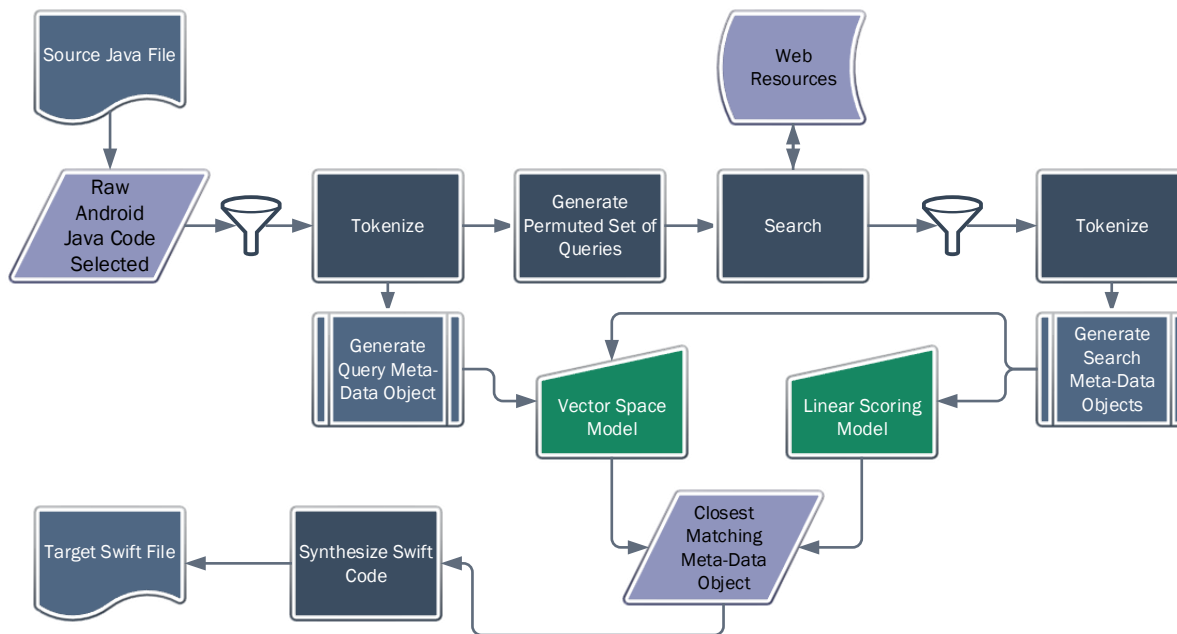 Source Java File
Web
Resources
Raw
Android
Java Code
Selected
Tokenize
Generate
Permuted Set of
Queries
Search
Tokenize
Generate
Query Meta-
Data Object
Vector Space
Model
Linear Scoring
Model
Generate
Search
Meta-Data
Objects
Target Swift File
Synthesize Swift
Code
Closest
Matching
Meta-Data
Object